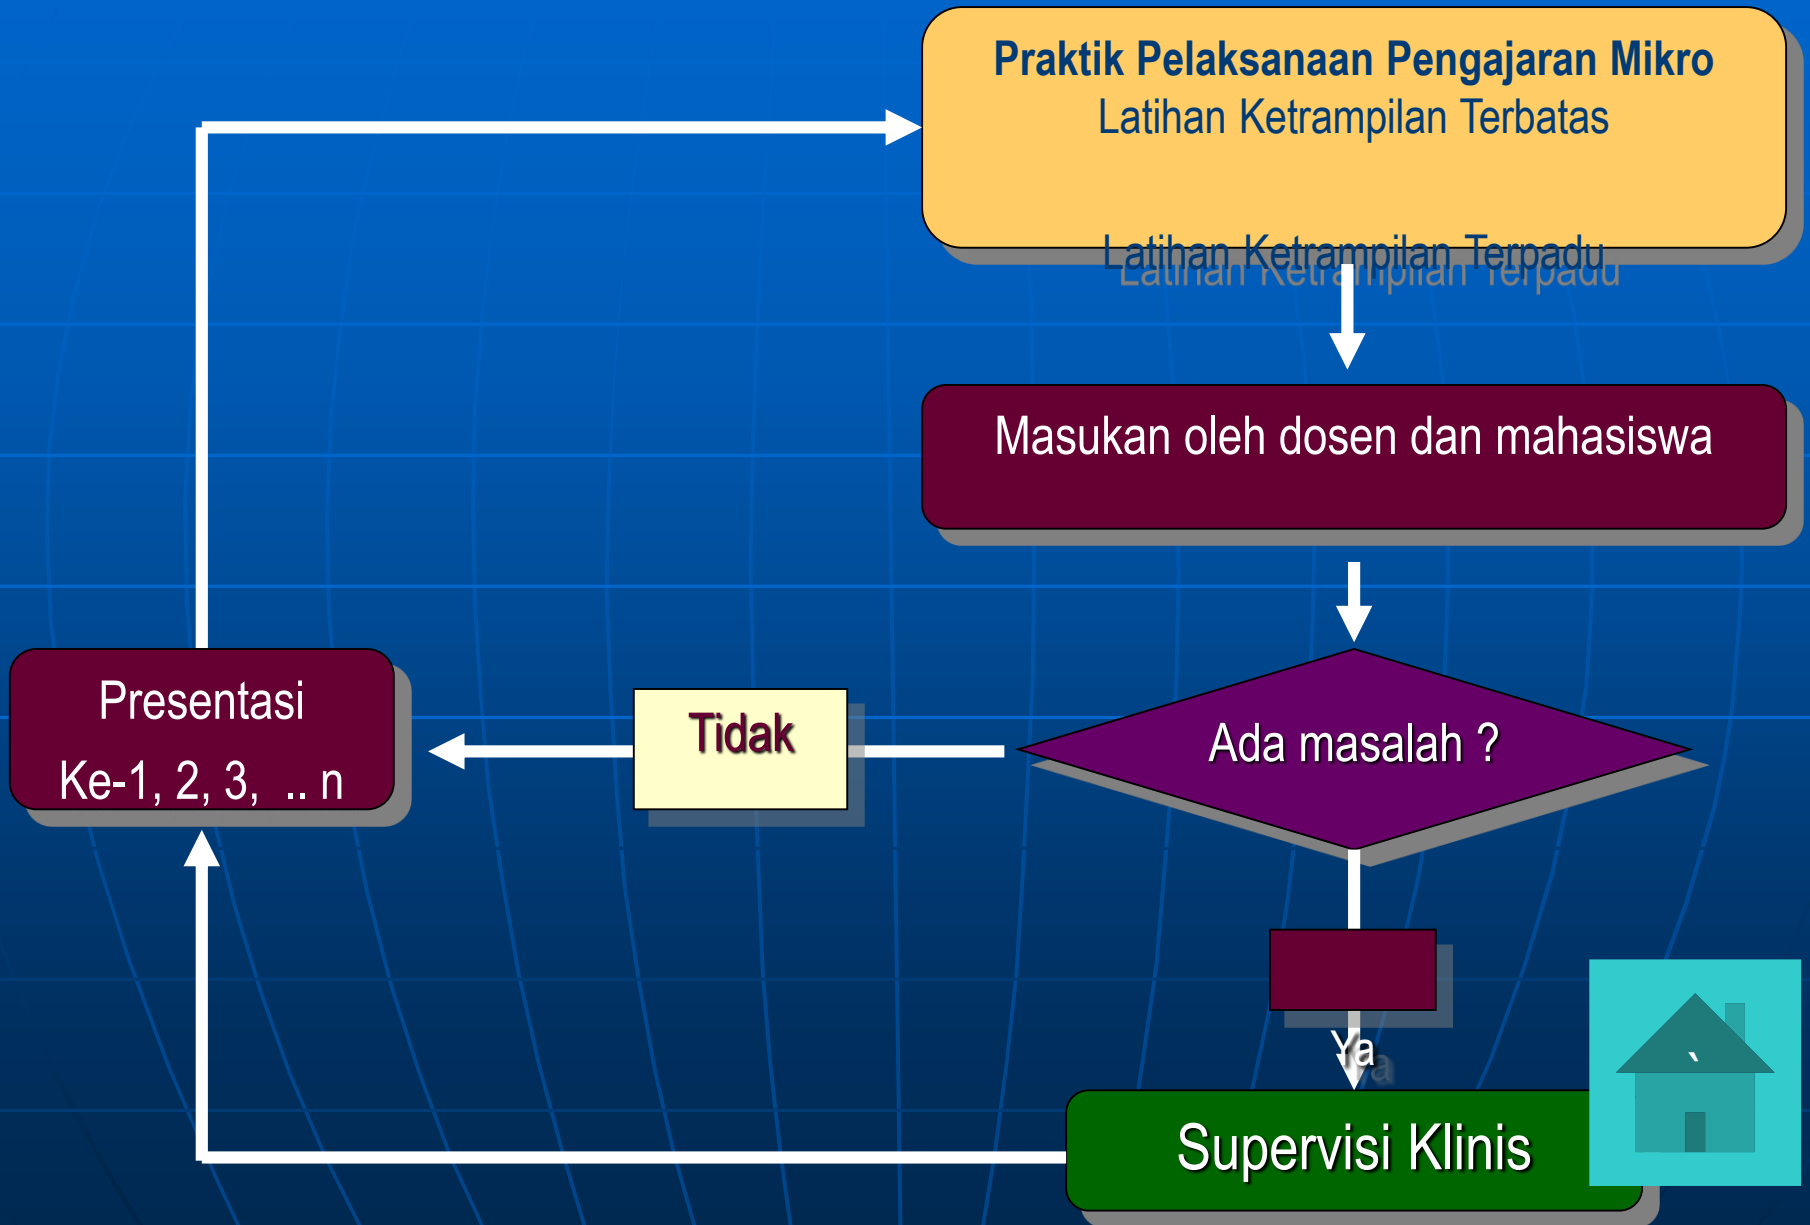 Praktik Pelaksanaan Pengajaran Mikro
Latihan Ketrampilan Terbatas
Latihan Ketrampilan Terpadu
Masukan oleh dosen dan mahasiswa
Ada masalah ?
Tidak
Presentasi
Ke-1, 2, 3, .. n
Ya
Supervisi Klinis
`